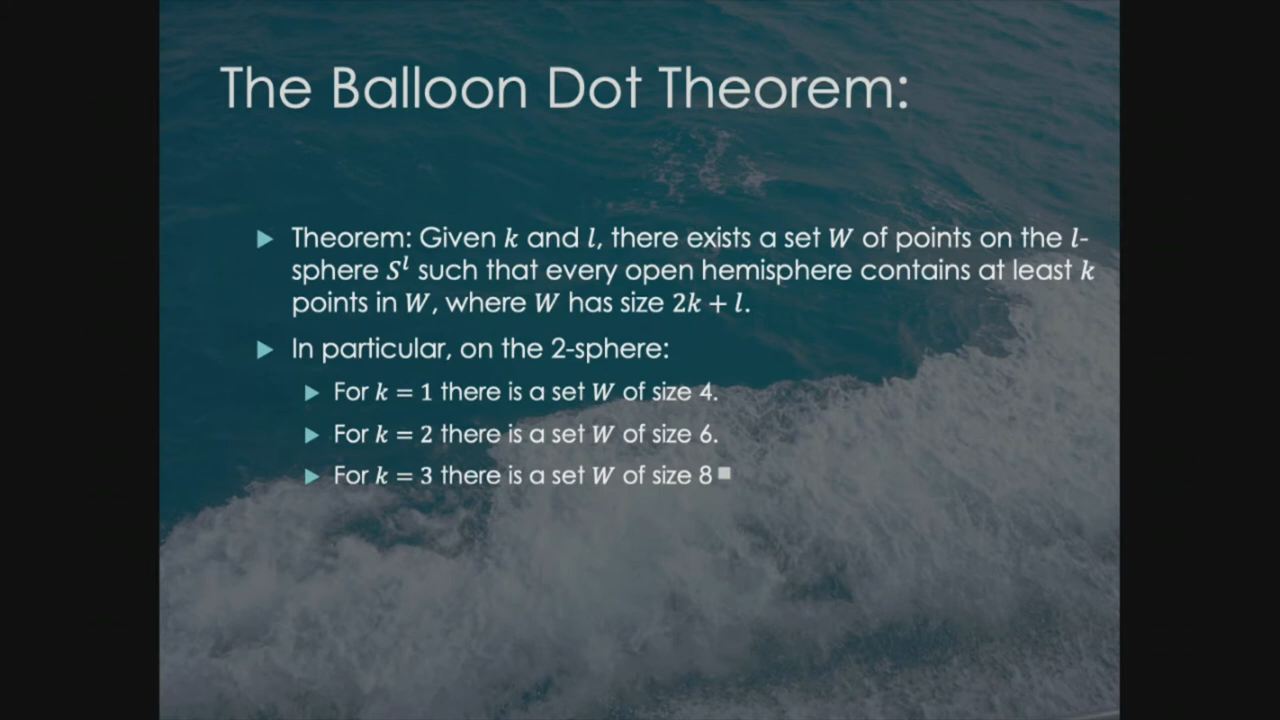 The Balloon Dot Theorem:
Theorem: Given k and l, there exists a set W of points on the l-
sphere S^l such that every open hemisphere contains at least k
points in W, where W has size 2k + l.
In particular, on the 2-sphere:
For k = 1 there is a set W of size 4.
For k = 2 there is a set W of size 6.
For k = 3 there is a set W of size 8 ■